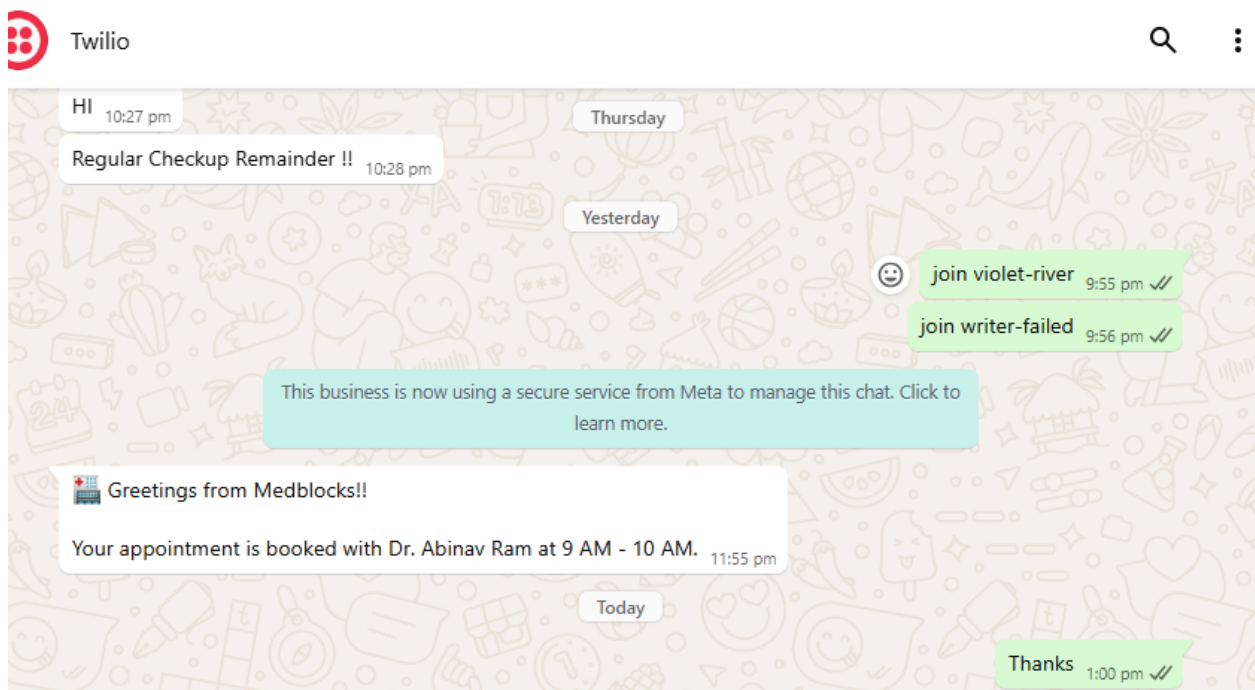 Twilio
HI 10:27 pm
Thursday
Regular Checkup Remainder !! 10:28 pm
Yesterday
join violet-river 9:55 pm
join writer-failed 9:56 pm
This business is now using a secure service from Meta to manage this chat. Click to
learn more.
Greetings from Medblocks!!
Your appointment is booked with Dr. Abinav Ram at 9 AM - 10 AM. 11:55 pm
Today
Thanks 1:00 pm